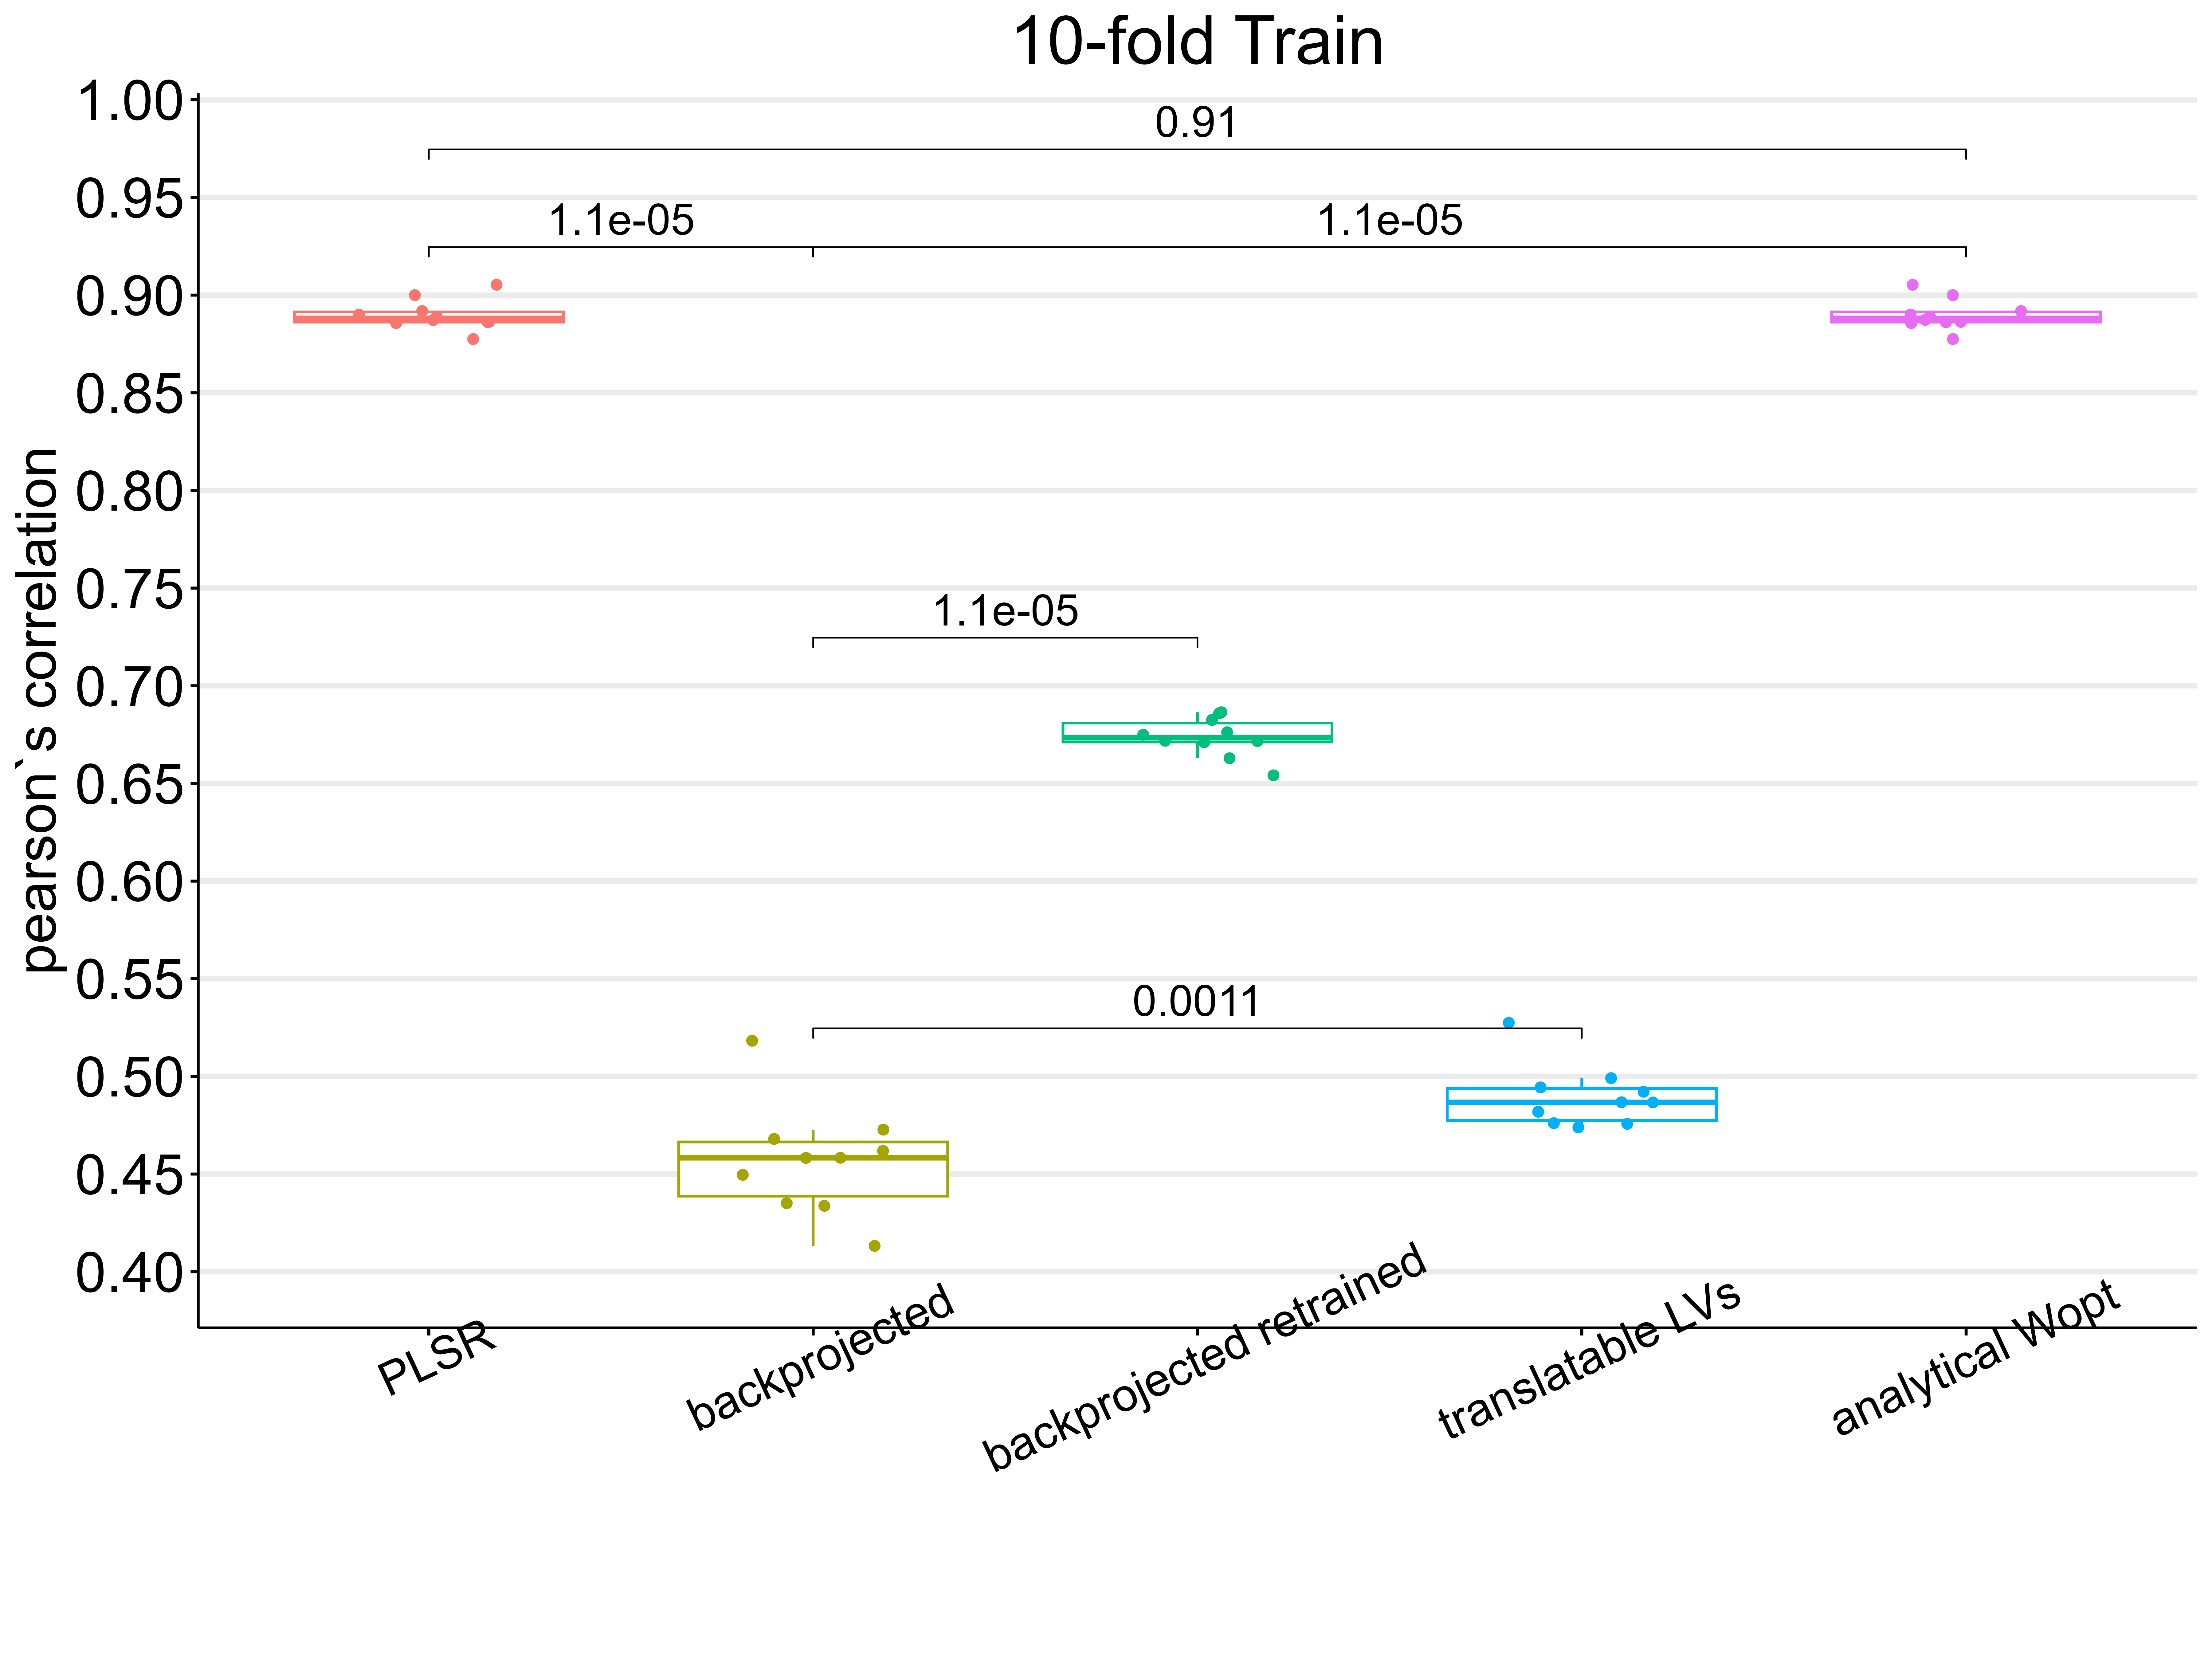 10-fold Train
pearson`s correlation
1.00
0.95
0.90
0.85
0.80
0.75
0.70
0.65
0.60
0.55
0.50
0.45
0.40
0.91
1.1e-05
1.1e-05
1.1e-05
0.0011
PLSR
backprojected
backprojected retrained
translatable LVs
analytical Wopt